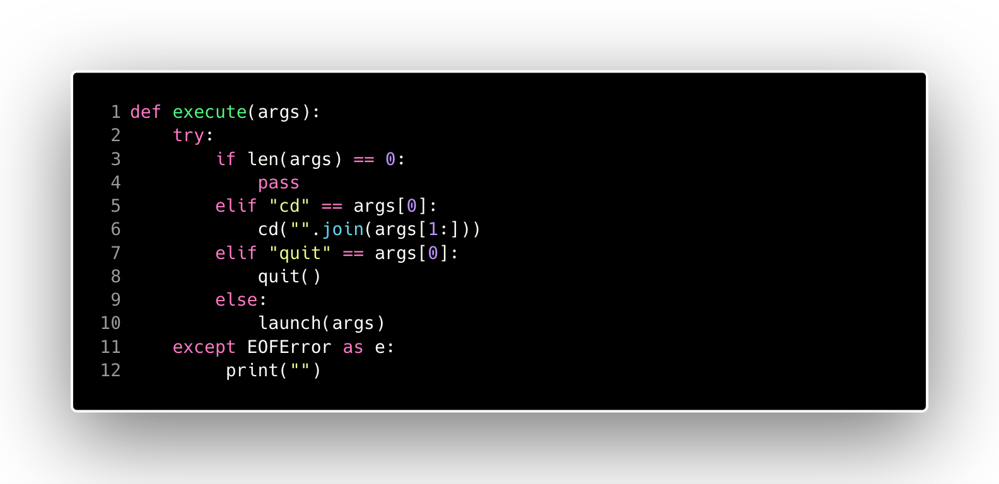 1 def execute(args):
2     try:
3         if len(args) == 0:
4             pass
5         elif "cd" == args[0]:
6             cd("".join(args[1:]))
7         elif "quit" == args[0]:
8             quit()
9         else:
10             launch(args)
11     except EOFError as e:
12          print("")